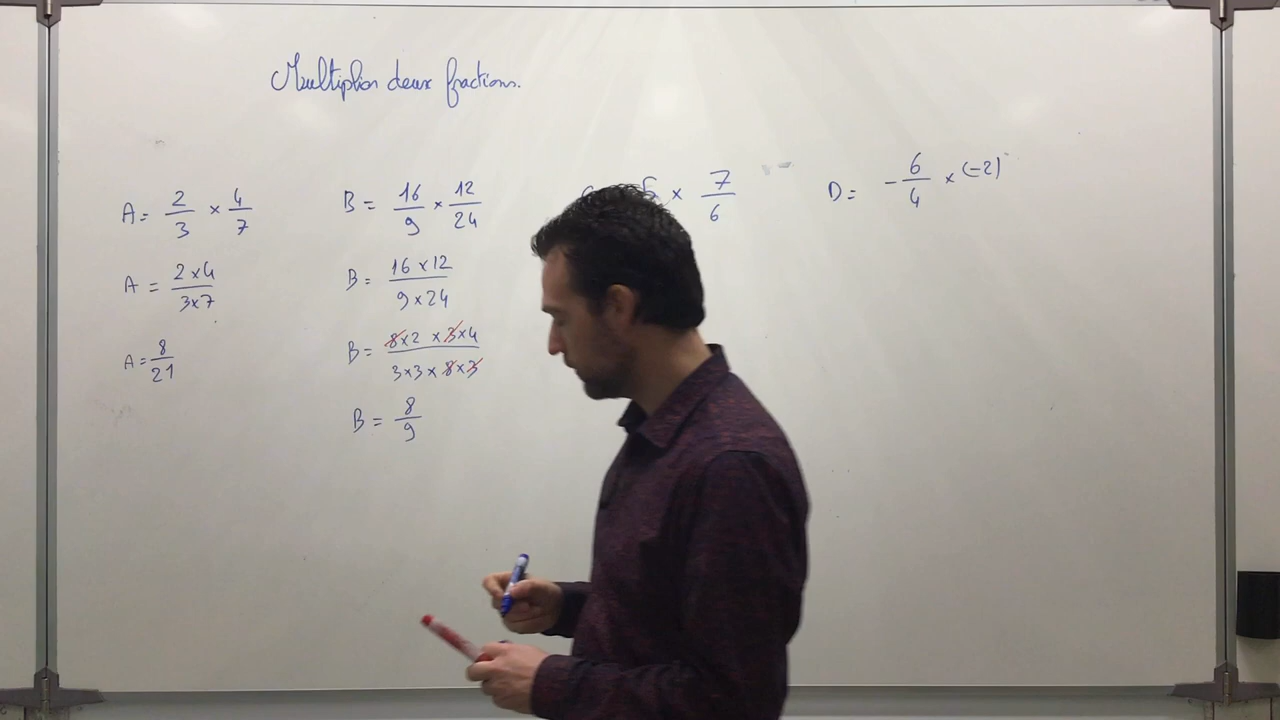 Multiplier deux fractions.
A = 2/3 × 4/7
A = 2×4/3×7
A = 8/21
B = 16/9 × 12/24
B = 16×12/9×24
B = 8×2×3×4/3×3×8×3
B = 8/9
× 7/6
D = -6/4 × (-2)